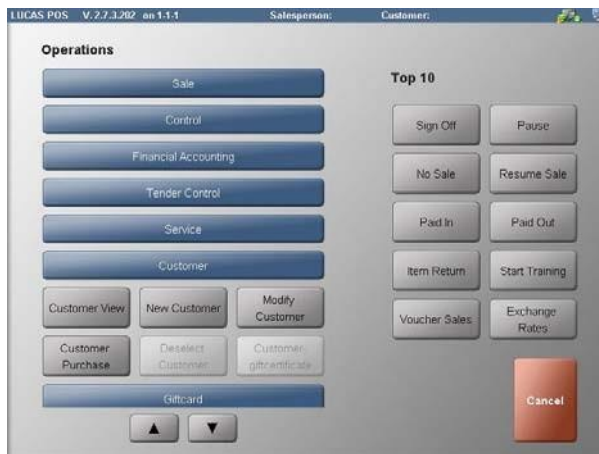 LUCAS POS V.2.7.3.202 on 1-1-1 Salesperson: Customer:
Operations
Sale
Control
Financial Accounting
Tender Control
Service
Customer
Customer View
New Customer
Modify
Customer
Customer
Purchase
Deselect
Customer
Customer-
giftcertificate
Giftcard
Top 10
Sign Off
Pause
No Sale
Resume Sale
Paid In
Paid Out
Item Return
Start Training
Voucher Sales
Exchange
Rates
Cancel